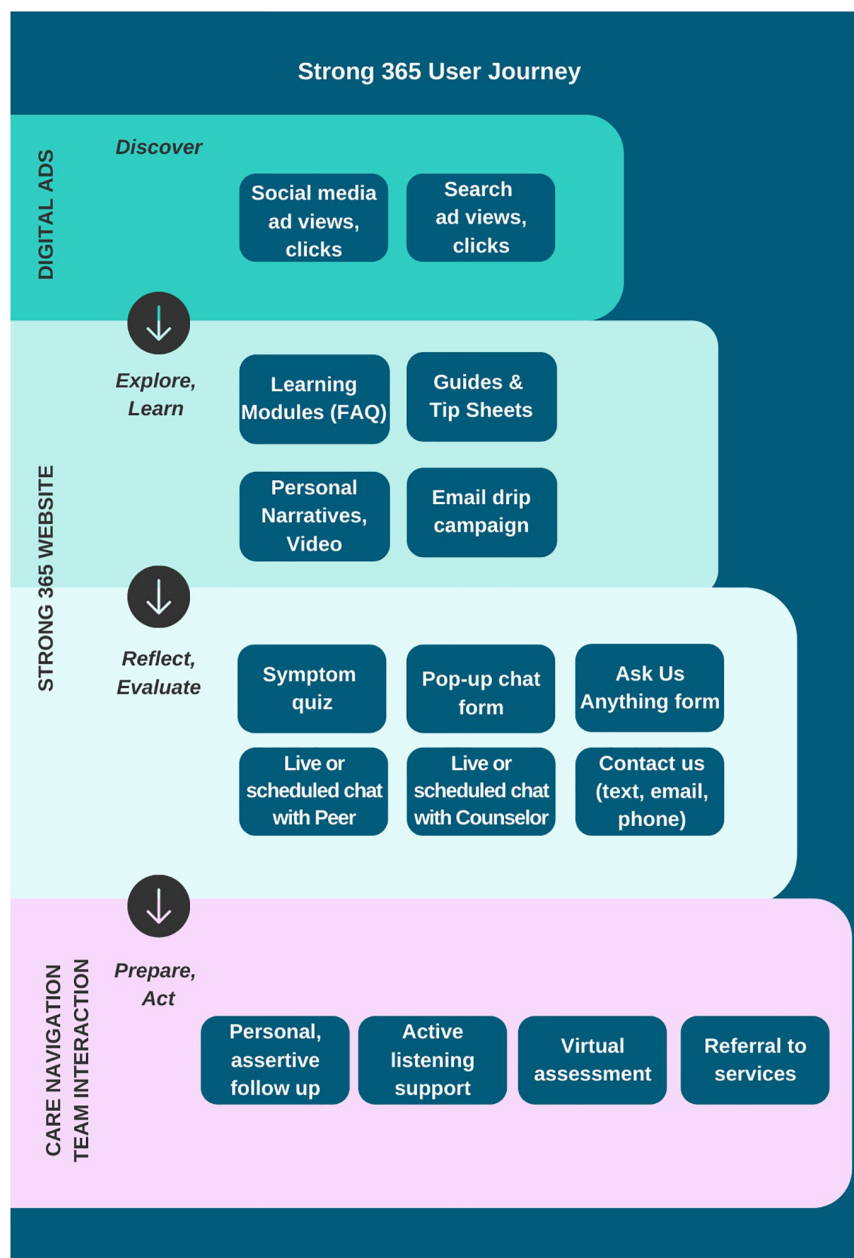 Strong 365 User Journey
DIGITAL ADS
Discover
Social media
ad views,
clicks
Search
ad views,
clicks
STRONG 365 WEBSITE
Explore,
Learn
Learning
Modules (FAQ)
Guides &
Tip Sheets
Personal
Narratives,
Video
Email drip
campaign
Reflect,
Evaluate
Symptom
quiz
Pop-up chat
form
Ask Us
Anything form
Live or
scheduled chat
with Peer
Live or
scheduled chat
with Counselor
Contact us
(text, email,
phone)
CARE NAVIGATION
TEAM INTERACTION
Prepare,
Act
Personal,
assertive
follow up
Active
listening
support
Virtual
assessment
Referral to
services